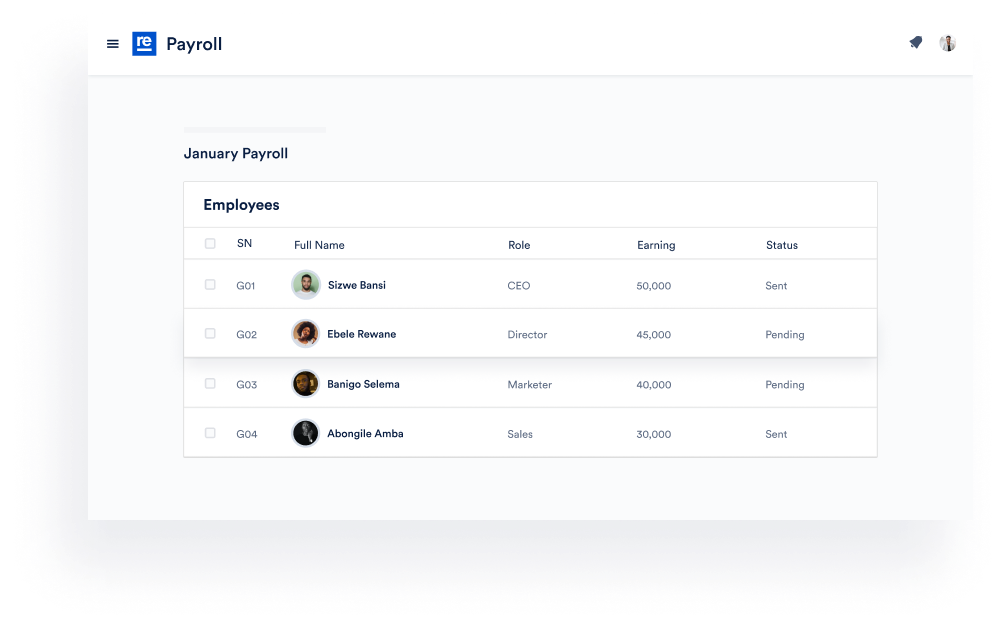 re Payroll
January Payroll
Employees
SN Full Name Role Earning Status
G01 Sizwe Bansi CEO 50,000 Sent
G02 Ebele Rewane Director 45,000 Pending
G03 Banigo Selema Marketer 40,000 Pending
G04 Abongile Amba Sales 30,000 Sent